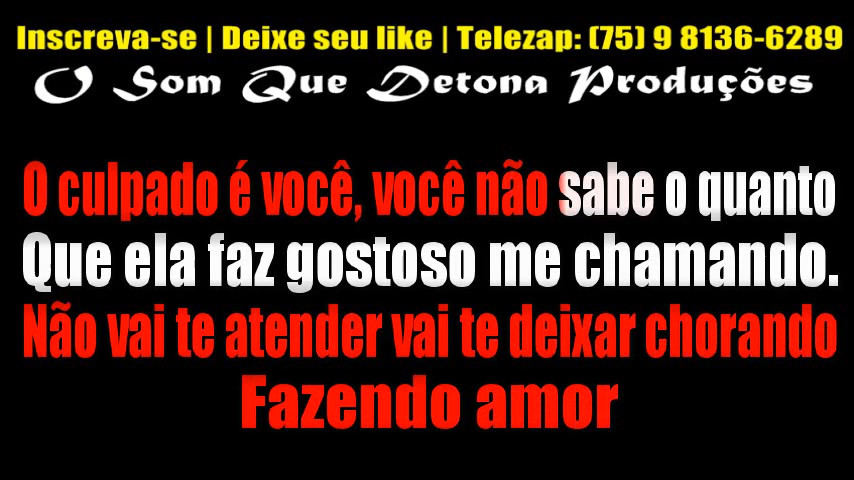 Inscreva-se | Deixe seu like | Telezap: (75) 9 8136-6289
O Som Que Detona Produções
O culpado é você, você não sabe o quanto
Que ela faz gostoso me chamando.
Não vai te atender vai te deixar chorando
Fazendo amor